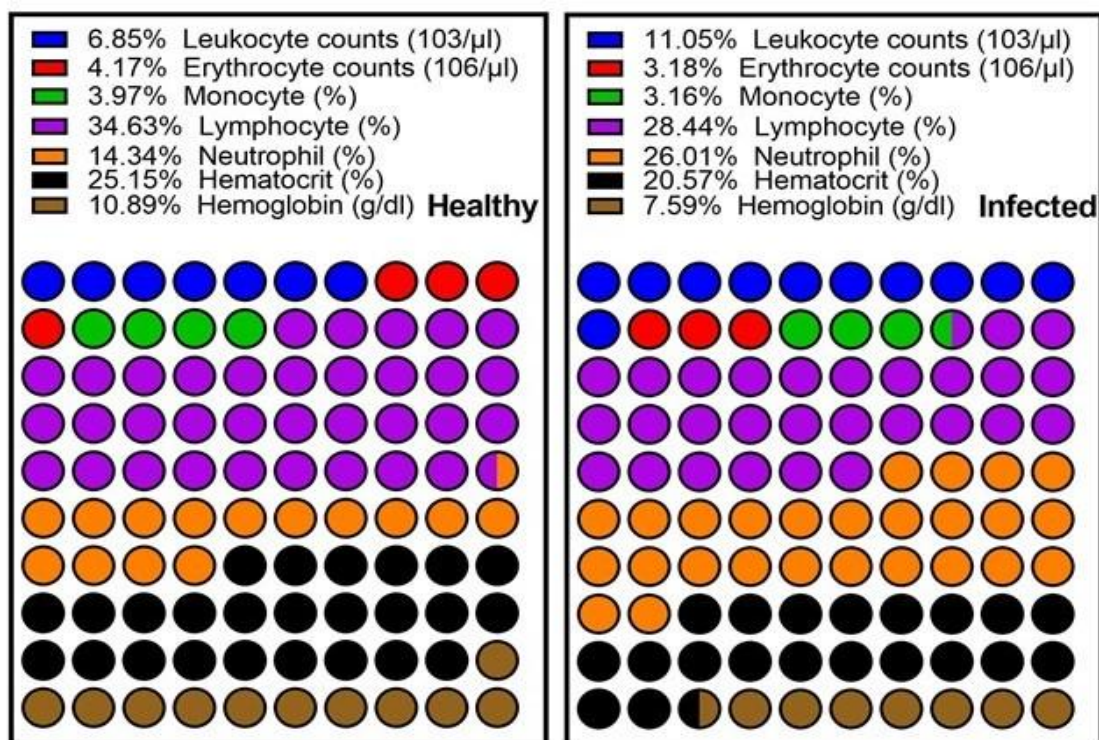 6.85% Leukocyte counts (103/µl)
4.17% Erythrocyte counts (106/µl)
3.97% Monocyte (%)
34.63% Lymphocyte (%)
14.34% Neutrophil (%)
25.15% Hematocrit (%)
10.89% Hemoglobin (g/dl) Healthy
11.05% Leukocyte counts (103/µl)
3.18% Erythrocyte counts (106/µl)
3.16% Monocyte (%)
28.44% Lymphocyte (%)
26.01% Neutrophil (%)
20.57% Hematocrit (%)
7.59% Hemoglobin (g/dl) Infected